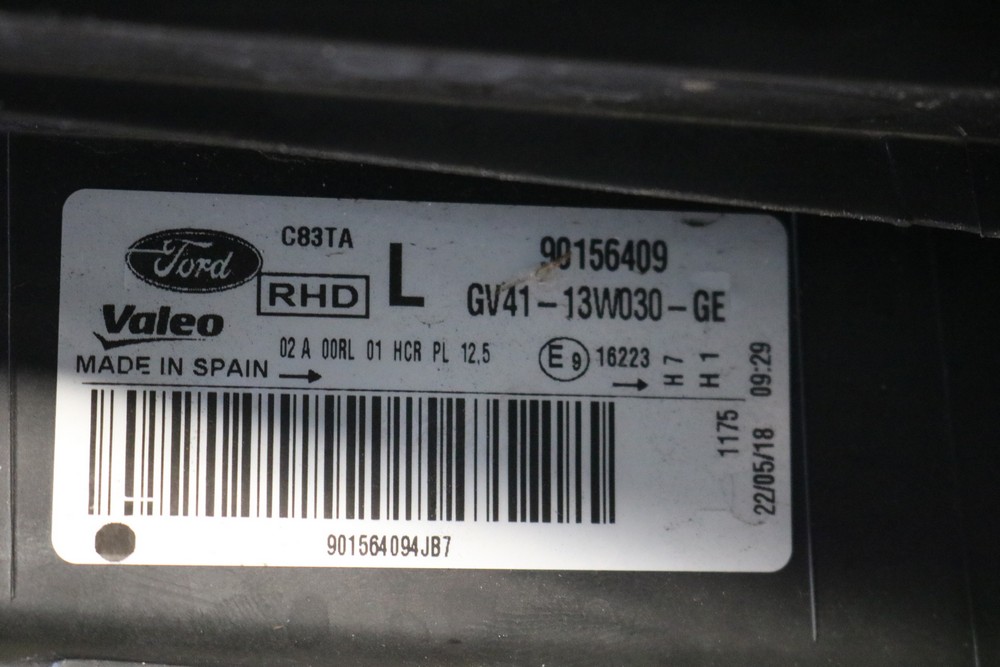 Ford
C83TA
RHD
L
90156409
GV41-13W030-GE
Valeo
02 A 00RL 01 HCR PL 12,5
E9 16223
MADE IN SPAIN
H7
H1
1175
22/05/18 09:29
901564094JB7